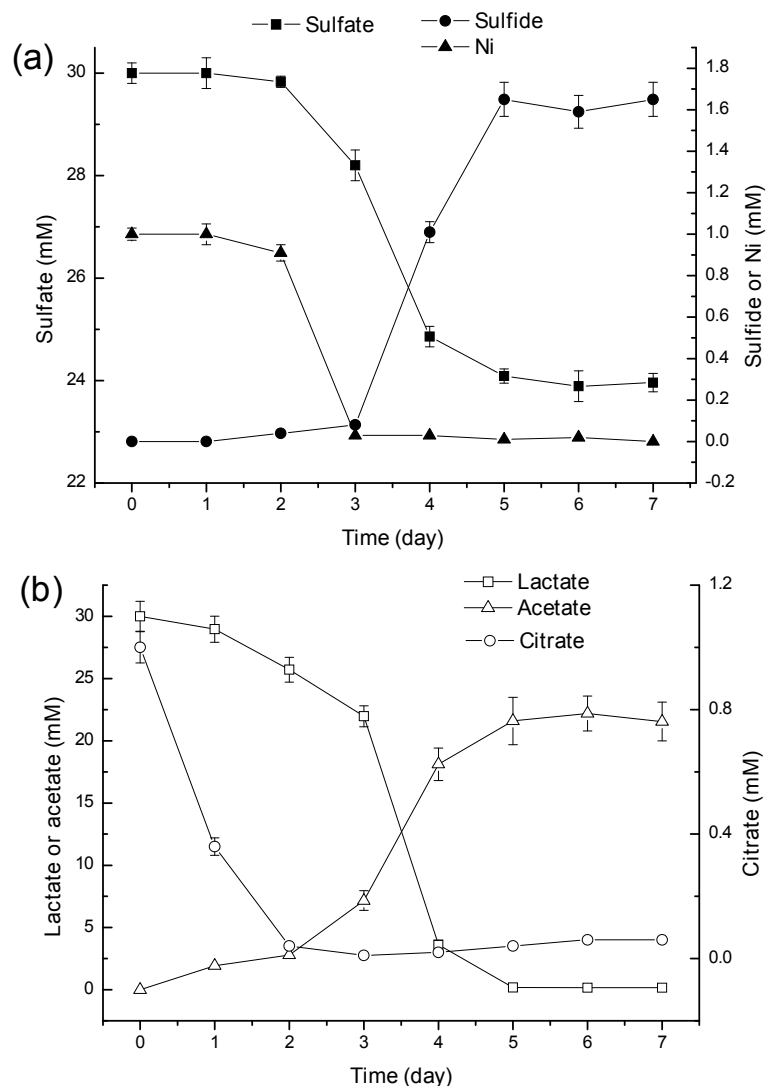 Sulfate
Sulfide
Ni
(a)
30
28
26
24
22
Sulfate (mM)
1.8
1.6
1.4
1.2
1.0
0.8
0.6
0.4
0.2
0.0
-0.2
Sulfide or Ni (mM)
0 1 2 3 4 5 6 7
Time (day)
(b)
Lactate
Acetate
Citrate
30
25
20
15
10
5
0
Lactate or acetate (mM)
1.2
0.8
0.4
0.0
Citrate (mM)
0 1 2 3 4 5 6 7
Time (day)